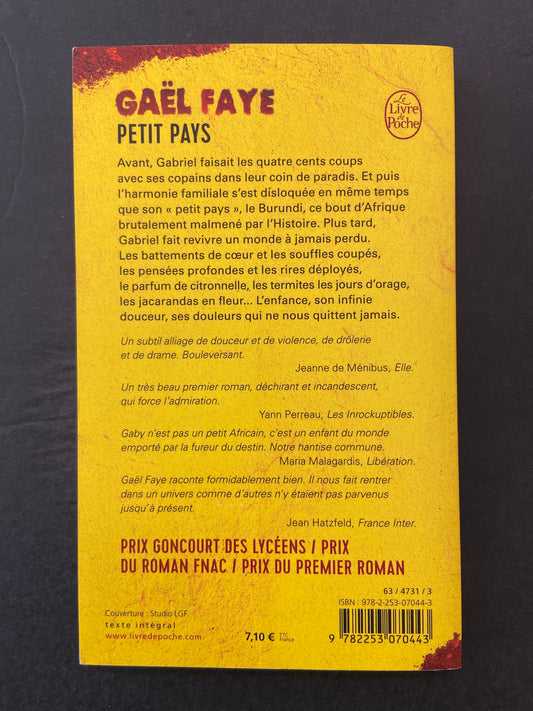 GAËL FAYE
Le
Livre
de
Poche
PETIT PAYS
Avant, Gabriel faisait les quatre cents coups
avec ses copains dans leur coin de paradis. Et puis
l'harmonie familiale s'est disloquée en même temps
que son « petit pays », le Burundi, ce bout d'Afrique
brutalement malmené par l'Histoire. Plus tard,
Gabriel fait revivre un monde à jamais perdu.
Les battements de cœur et les souffles coupés,
les pensées profondes et les rires déployés,
le parfum de citronnelle, les termites les jours d'orage,
les jacarandas en fleur... L'enfance, son infinie
douceur, ses douleurs qui ne nous quittent jamais.
Un subtil alliage de douceur et de violence, de drôlerie
et de drame. Bouleversant.
Jeanne de Ménibus, Elle.
Un très beau premier roman, déchirant et incandescent,
qui force l'admiration.
Yann Perreau, Les Inrockuptibles.
Gaby n'est pas un petit Africain, c'est un enfant du monde
emporté par la fureur du destin. Notre hantise commune.
Maria Malagardis, Libération.
Gaël Faye raconte formidablement bien. Il nous fait rentrer
dans un univers comme d'autres n'y étaient pas parvenus
jusqu'à présent.
Jean Hatzfeld, France Inter.
PRIX GONCOURT DES LYCÉENS / PRIX
DU ROMAN FNAC / PRIX DU PREMIER ROMAN
63 / 4731 / 3
ISBN : 978-2-253-07044-3
Couverture : Studio LGF
texte intégral
www.livredepoche.com
7,10 € TTC
France
9 782253 070443